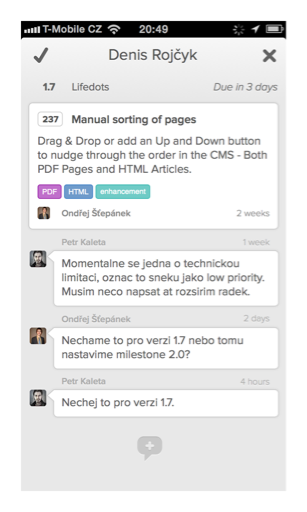 T-Mobile CZ 20:49
Denis Rojčyk
1.7 Lifedots Due in 3 days
237 Manual sorting of pages
Drag & Drop or add an Up and Down button
to nudge through the order in the CMS - Both
PDF Pages and HTML Articles.
PDF HTML enhancement
Ondřej Šťepánek 2 weeks
Petr Kaleta 1 week
Momentalne se jedna o technickou
limitaci, oznac to sneku jako low priority.
Musim neco napsat at rozsirim radek.
Ondřej Šťepánek 2 days
Nechame to pro verzi 1.7 nebo tomu
nastavime milestone 2.0?
Petr Kaleta 4 hours
Nechej to pro verzi 1.7.